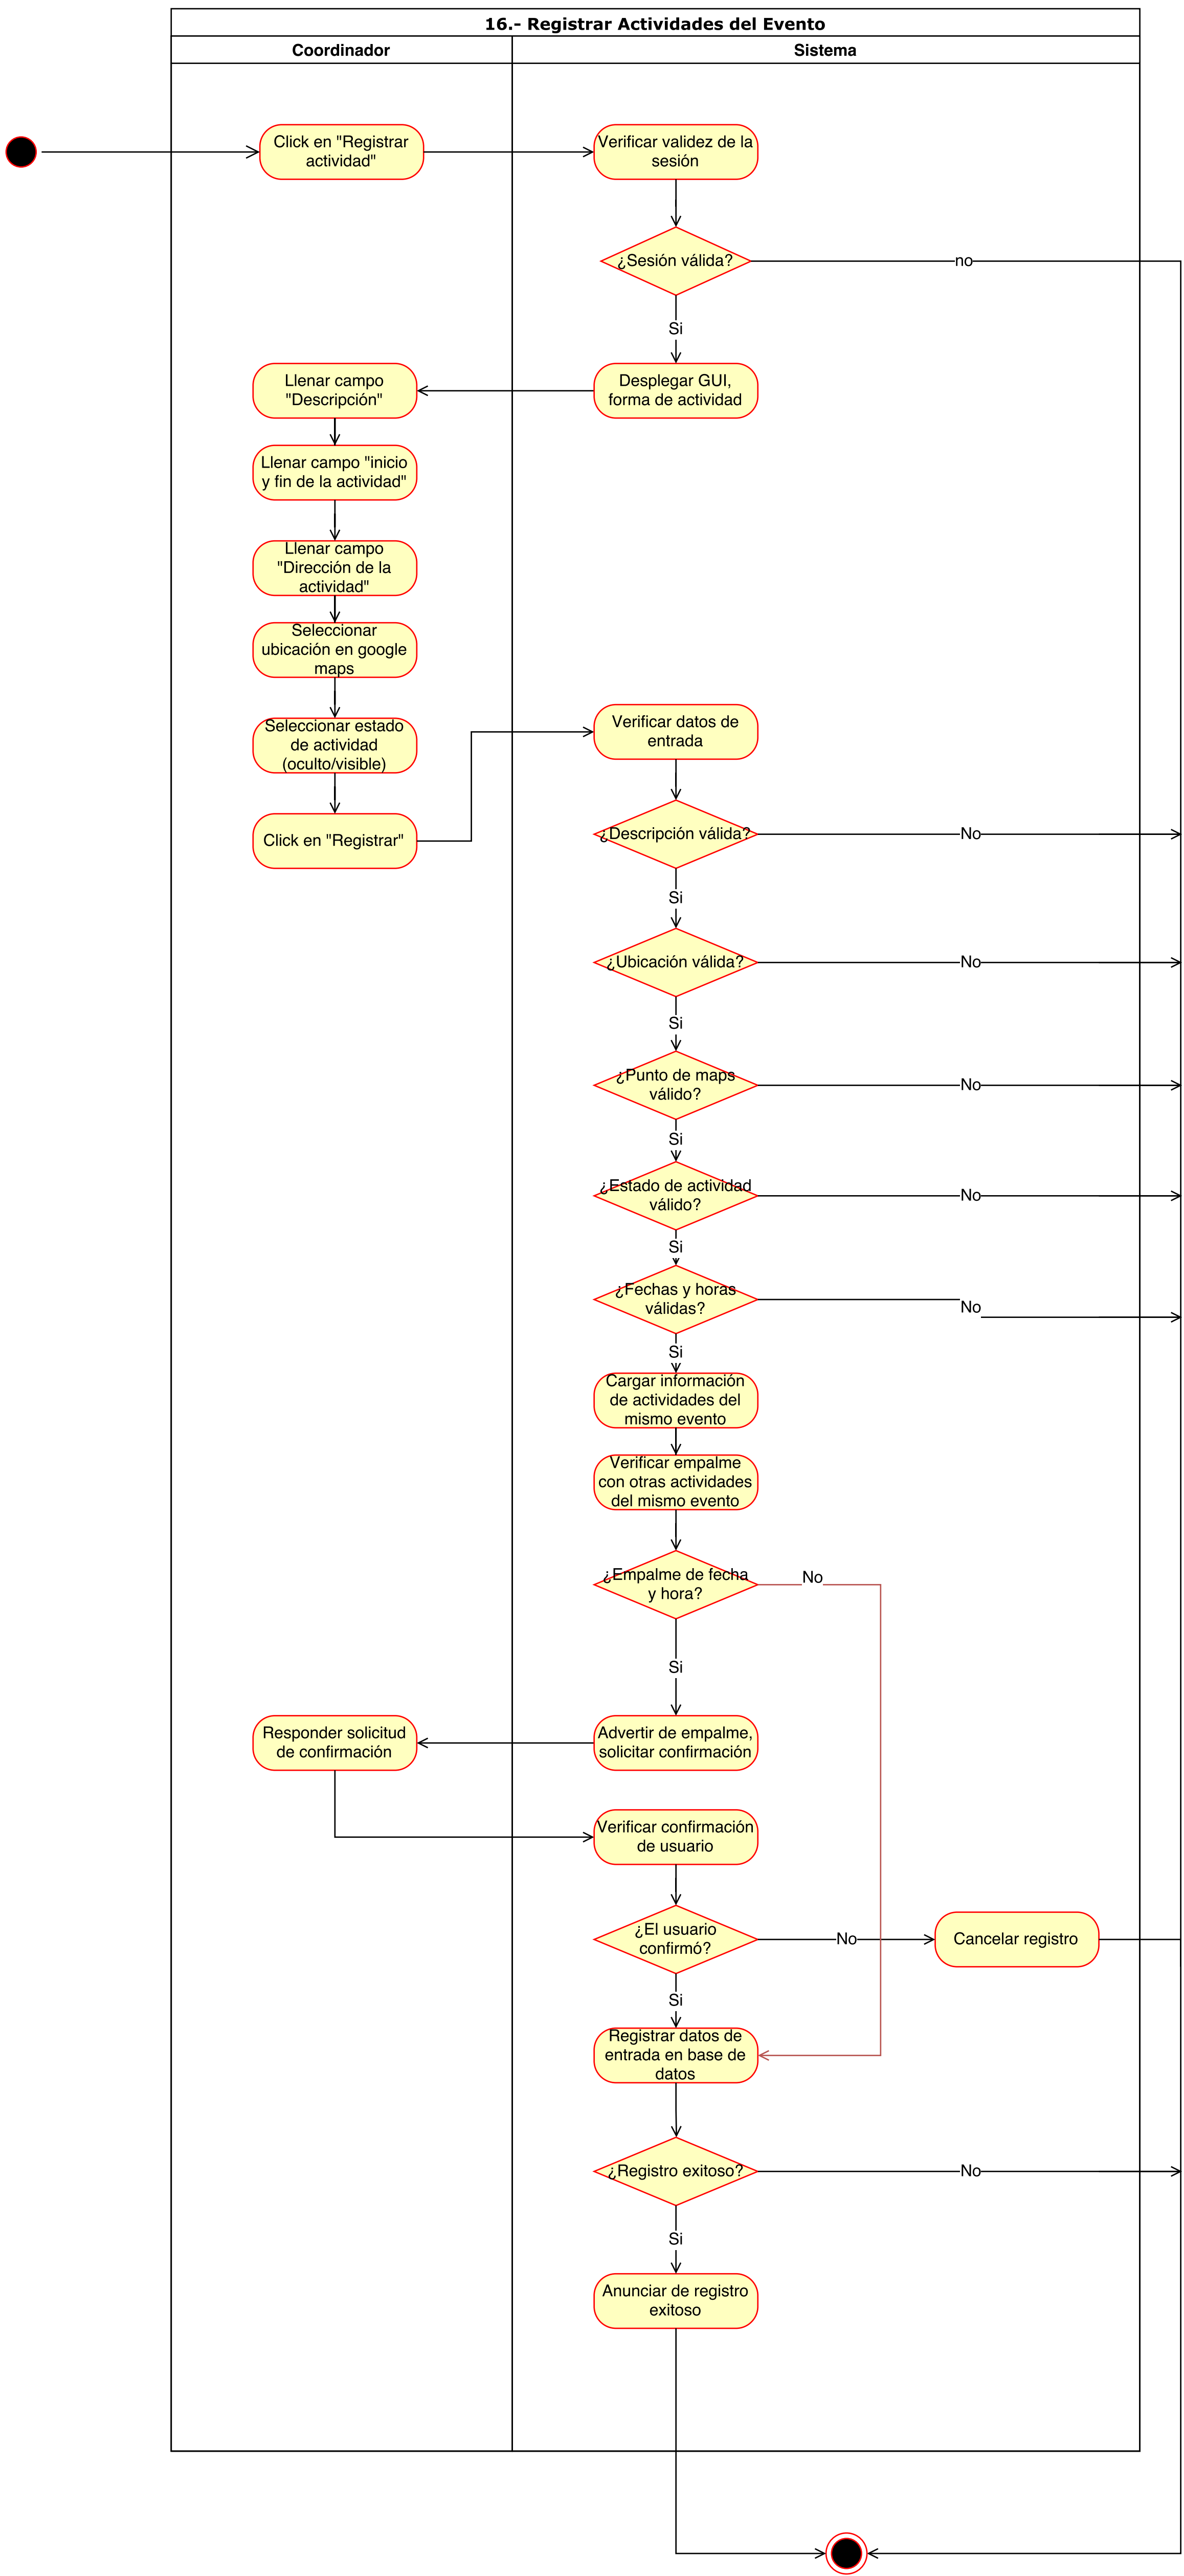 16.- Registrar Actividades del Evento
Coordinador
Sistema
Click en "Registrar
actividad"
Verificar validez de la
sesión
¿Sesión válida?
no
Si
Desplegar GUI,
forma de actividad
Llenar campo
"Descripción"
Llenar campo "inicio
y fin de la actividad"
Llenar campo
"Dirección de la
actividad"
Seleccionar
ubicación en google
maps
Seleccionar estado
de actividad
(oculto/visible)
Click en "Registrar"
Verificar datos de
entrada
¿Descripción válida?
No
Si
¿Ubicación válida?
No
Si
¿Punto de maps
válido?
No
Si
¿Estado de actividad
válido?
No
Si
¿Fechas y horas
válidas?
No
Si
Cargar información
de actividades del
mismo evento
Verificar empalme
con otras actividades
del mismo evento
¿Empalme de fecha
y hora?
No
Si
Advertir de empalme,
solicitar confirmación
Responder solicitud
de confirmación
Verificar confirmación
de usuario
¿El usuario
confirmó?
No
Cancelar registro
Si
Registrar datos de
entrada en base de
datos
¿Registro exitoso?
No
Si
Anunciar de registro
exitoso